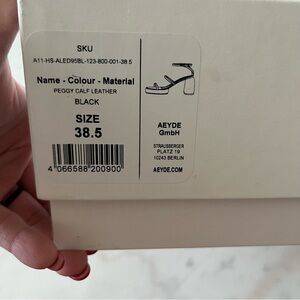 SKU
A11-HS-ALED95BL-123-800-001-38.5
Name - Colour - Material
PEGGY CALF LEATHER
BLACK
SIZE
38.5
4 066588 200900
AEYDE
GmbH
STRAUSBERGER
PLATZ 19
10243 BERLIN
AEYDE.COM